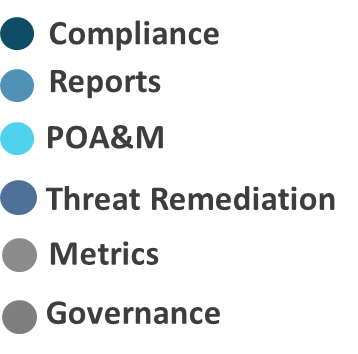 Compliance
Reports
POA&M
Threat Remediation
Metrics
Governance